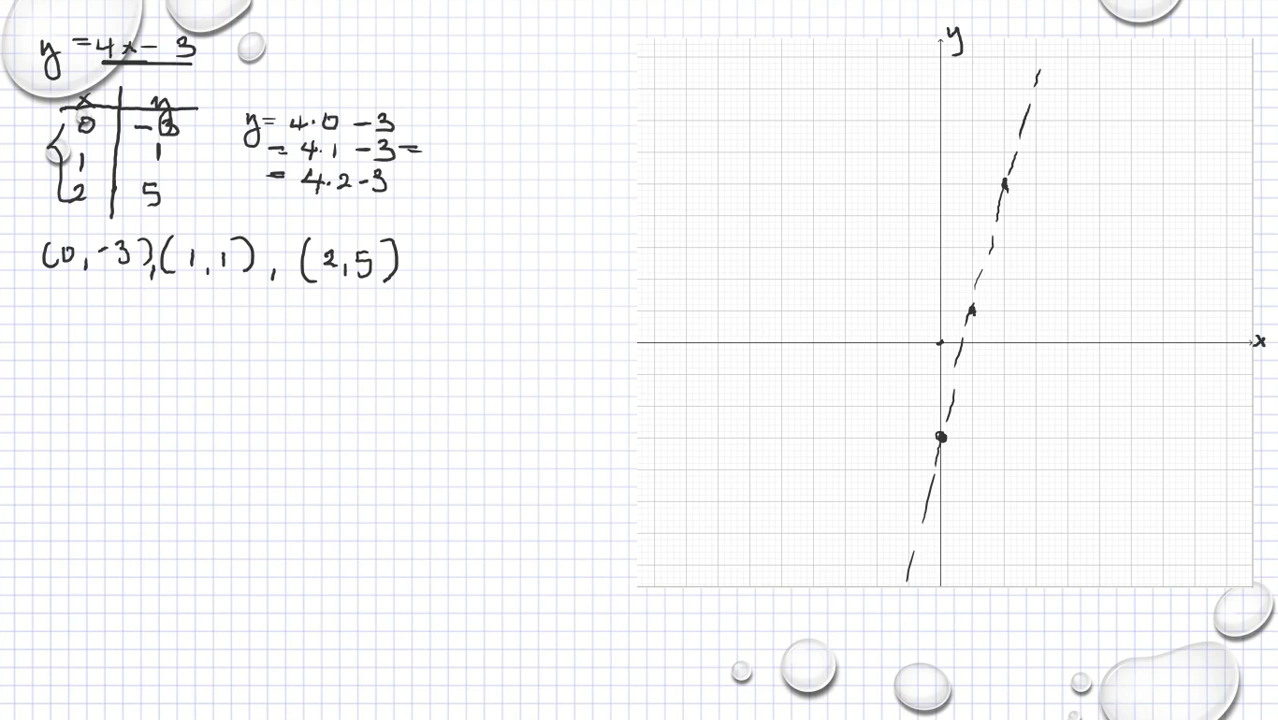 y = 4x - 3
x y
0 -3
1 1
2 5
y = 4.0 - 3
= 4.1 - 3 =
= 4.2 - 3
(0, -3), (1, 1), (2, 5)
y
x